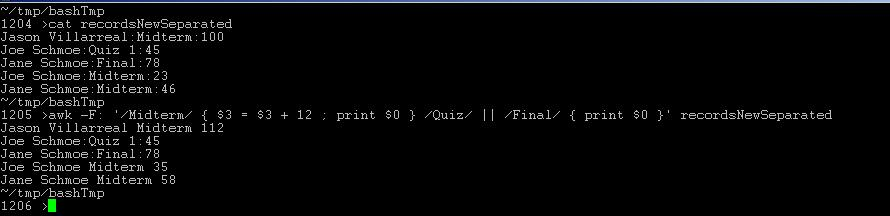 ~/tmp/bashTmp
1204 >cat recordsNewSeparated
Jason Villarreal:Midterm:100
Joe Schmoe:Quiz 1:45
Jane Schmoe:Final:78
Joe Schmoe:Midterm:23
Jane Schmoe:Midterm:46
~/tmp/bashTmp
1205 >awk -F: '/Midterm/ { $3 = $3 + 12 ; print $0 } /Quiz/ || /Final/ { print $0 }' recordsNewSeparated
Jason Villarreal Midterm 112
Joe Schmoe:Quiz 1:45
Jane Schmoe:Final:78
Joe Schmoe Midterm 35
Jane Schmoe Midterm 58
~/tmp/bashTmp
1206 >